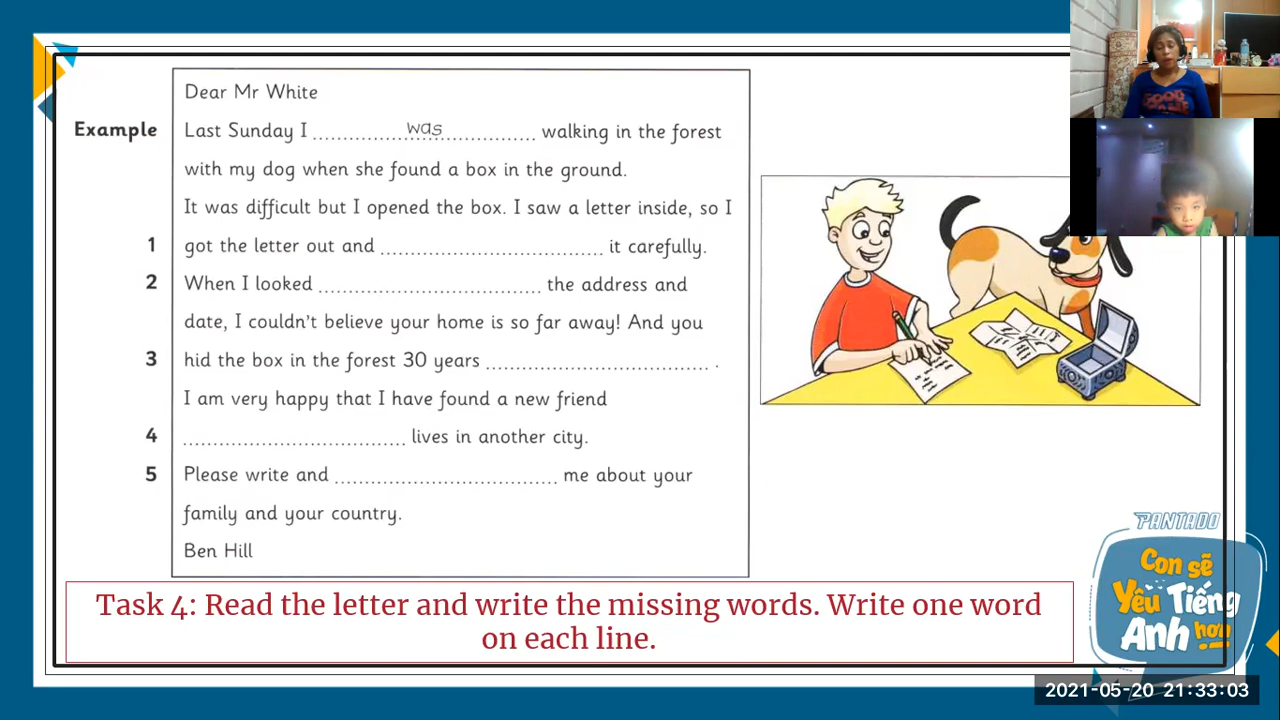 Dear Mr White
Example Last Sunday I ........ was ........ walking in the forest
with my dog when she found a box in the ground.
It was difficult but I opened the box. I saw a letter inside, so I
1 got the letter out and ........................ it carefully.
2 When I looked ........................ the address and
date, I couldn't believe your home is so far away! And you
3 hid the box in the forest 30 years ........................ .
I am very happy that I have found a new friend
4 ........................ lives in another city.
5 Please write and ........................ me about your
family and your country.
Ben Hill
Task 4: Read the letter and write the missing words. Write one word
on each line.
PANTADO
Con sẽ
Yêu Tiếng
Anh hơn
2021-05-20 21:33:03